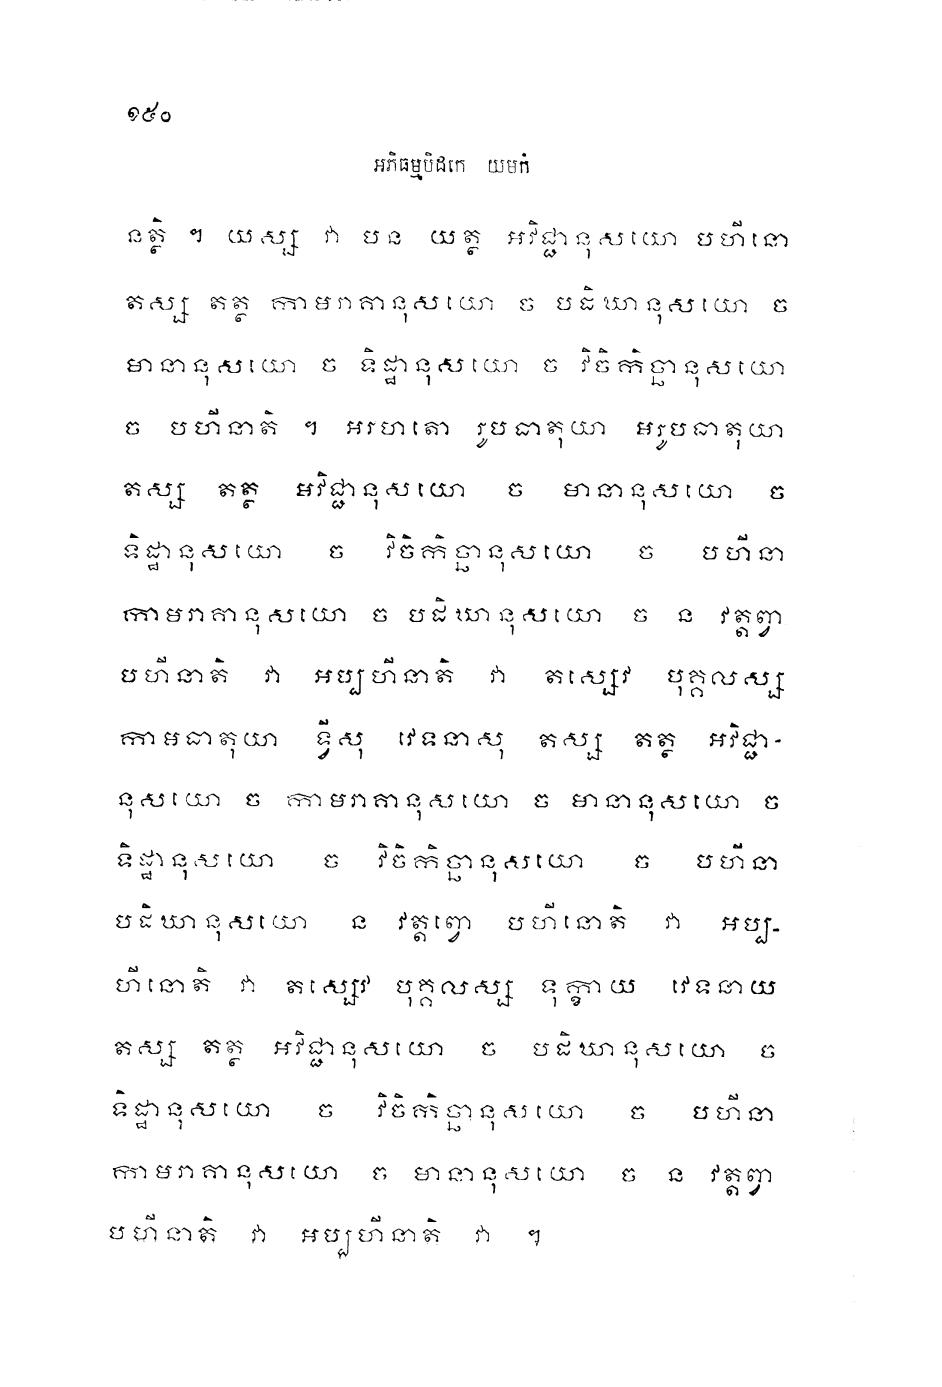 ១៥០
អភិធម្មបិដកេ យមកំ
នត្ថិ ។ យស្ស វា បន យត្ថ អវិជ្ជានុសយោ បហីនោ
តស្ស តត្ថ កាមរាគានុសយោ ច បដិឃានុសយោ ច
មានានុសយោ ច ទិដ្ឋានុសយោ ច វិចិកិច្ឆានុសយោ
ច បហីនាតិ ។ អរហតោ រូបធាតុយា អរូបធាតុយា
តស្ស តត្ថ អវិជ្ជានុសយោ ច មានានុសយោ ច
ទិដ្ឋានុសយោ ច វិចិកិច្ឆានុសយោ ច បហីនា
កាមរាគានុសយោ ច បដិឃានុសយោ ច ន វត្តព្វា
បហីនាតិ វា អប្បហីនាតិ វា តស្សេវ បុគ្គលស្ស
កាមធាតុយា ទ្វីសុ វេទនាសុ តស្ស តត្ថ អវិជ្ជា-
នុសយោ ច កាមរាគានុសយោ ច មានានុសយោ ច
ទិដ្ឋានុសយោ ច វិចិកិច្ឆានុសយោ ច បហីនា
បដិឃានុសយោ ន វត្តព្វោ បហីនោតិ វា អប្ប-
ហីនោតិ វា តស្សេវ បុគ្គលស្ស ទុក្ខាយ វេទនាយ
តស្ស តត្ថ អវិជ្ជានុសយោ ច បដិឃានុសយោ ច
ទិដ្ឋានុសយោ ច វិចិកិច្ឆានុសយោ ច បហីនា
កាមរាគានុសយោ ច មានានុសយោ ច ន វត្តព្វា
បហីនាតិ វា អប្បហីនាតិ វា ។